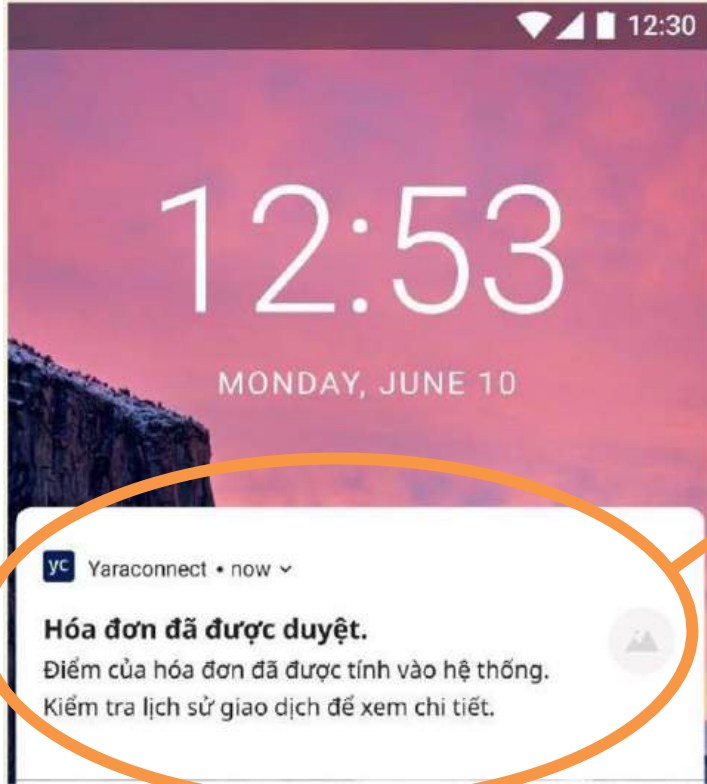 12:30
12:53
MONDAY, JUNE 10
yc Yaraconnect • now
Hóa đơn đã được duyệt.
Điểm của hóa đơn đã được tính vào hệ thống.
Kiểm tra lịch sử giao dịch để xem chi tiết.